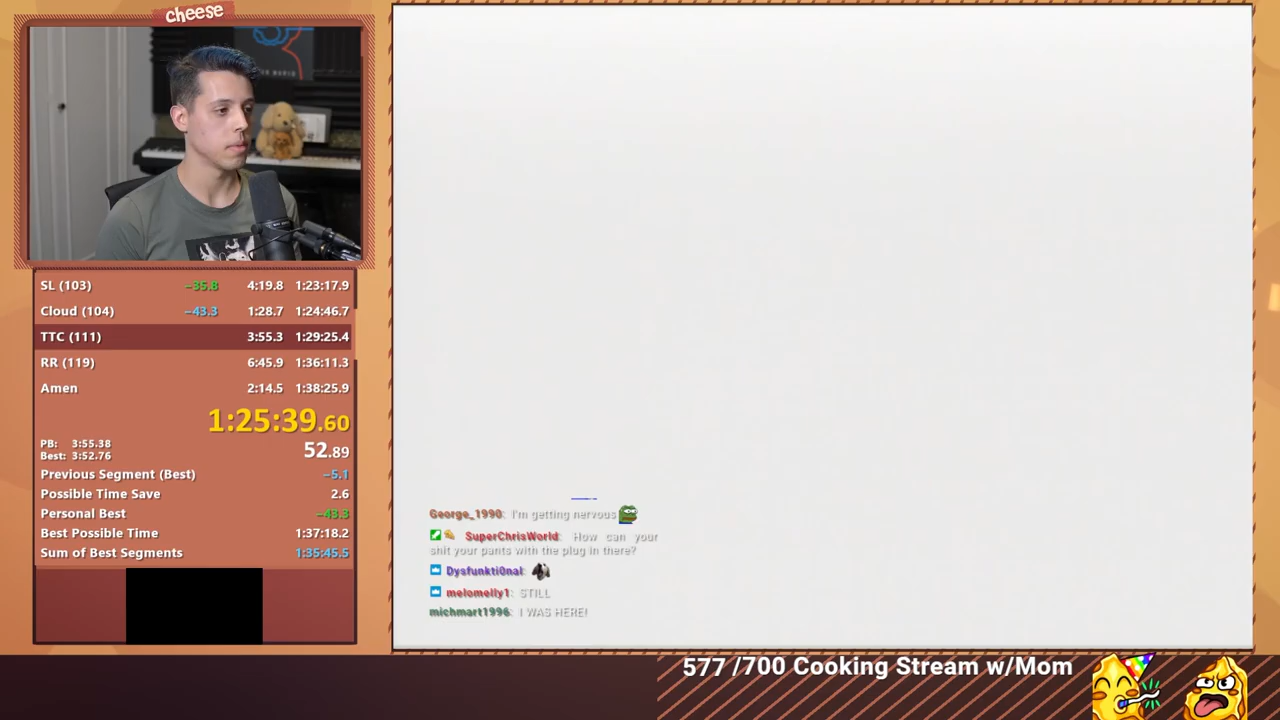 cheese
SL (103) −35.8 4:19.8 1:23:17.9
Cloud (104) −43.3 1:28.7 1:24:46.7
TTC (111) 3:55.3 1:29:25.4
RR (119) 6:45.9 1:36:11.3
Amen 2:14.5 1:38:25.9
1:25:39.60
PB: 3:55.38
Best: 3:52.76
52.89
Previous Segment (Best) −5.1
Possible Time Save 2.6
Personal Best −43.3
Best Possible Time 1:37:18.2
Sum of Best Segments 1:35:45.5
George_1990: I'm getting nervous
SuperChrisWorld: How can your
shit your pants with the plug in there?
Dysfunkti0nal:
melomelly1: STILL
michmart1996: I WAS HERE!
577 /700 Cooking Stream w/Mom